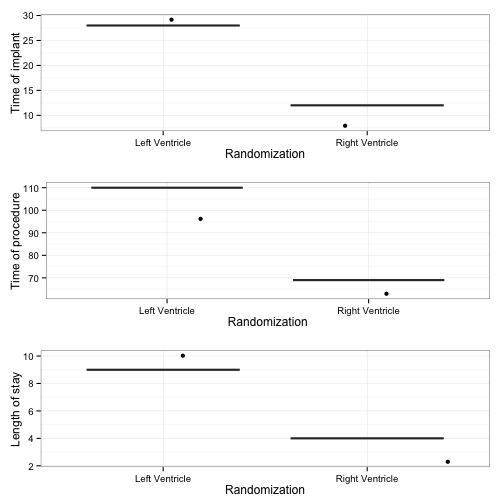 Time of implant
30
25
20
15
10
Left Ventricle Right Ventricle
Randomization
Time of procedure
110
100
90
80
70
Left Ventricle Right Ventricle
Randomization
Length of stay
10
8
6
4
2
Left Ventricle Right Ventricle
Randomization